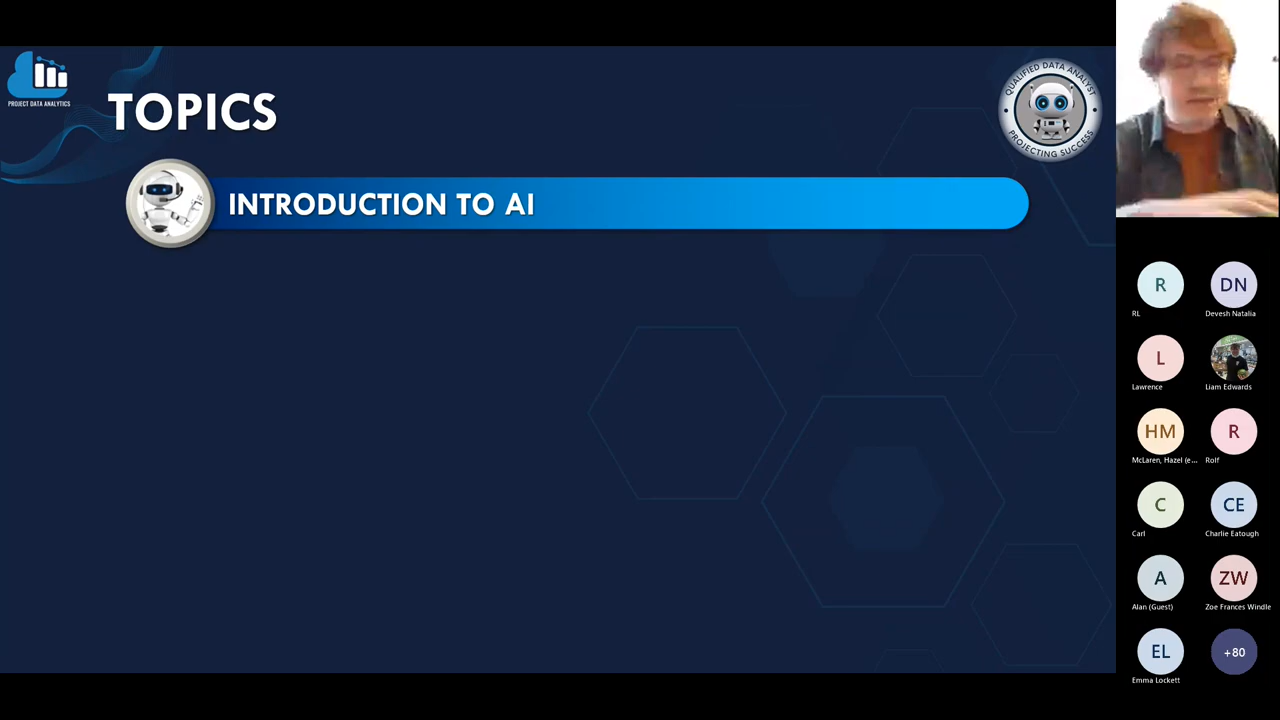 PROJECT DATA ANALYTICS
TOPICS
QUALIFIED DATA ANALYST
PROJECTING SUCCESS
INTRODUCTION TO AI
R
RL
DN
Devesh Natalia
L
Lawrence
Liam Edwards
HM
McLaren, Hazel (e...
R
Rolf
C
Carl
CE
Charlie Eatough
A
Alan (Guest)
ZW
Zoe Frances Windle
EL
Emma Lockett
+80